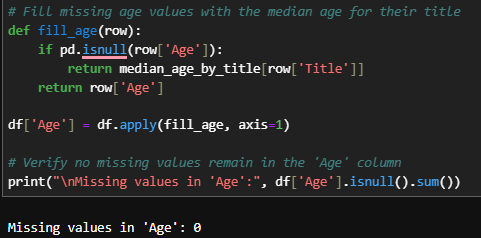 # Fill missing age values with the median age for their title
def fill_age(row):
    if pd.isnull(row['Age']):
        return median_age_by_title[row['Title']]
    return row['Age']

df['Age'] = df.apply(fill_age, axis=1)

# Verify no missing values remain in the 'Age' column
print("\nMissing values in 'Age':", df['Age'].isnull().sum())

Missing values in 'Age': 0